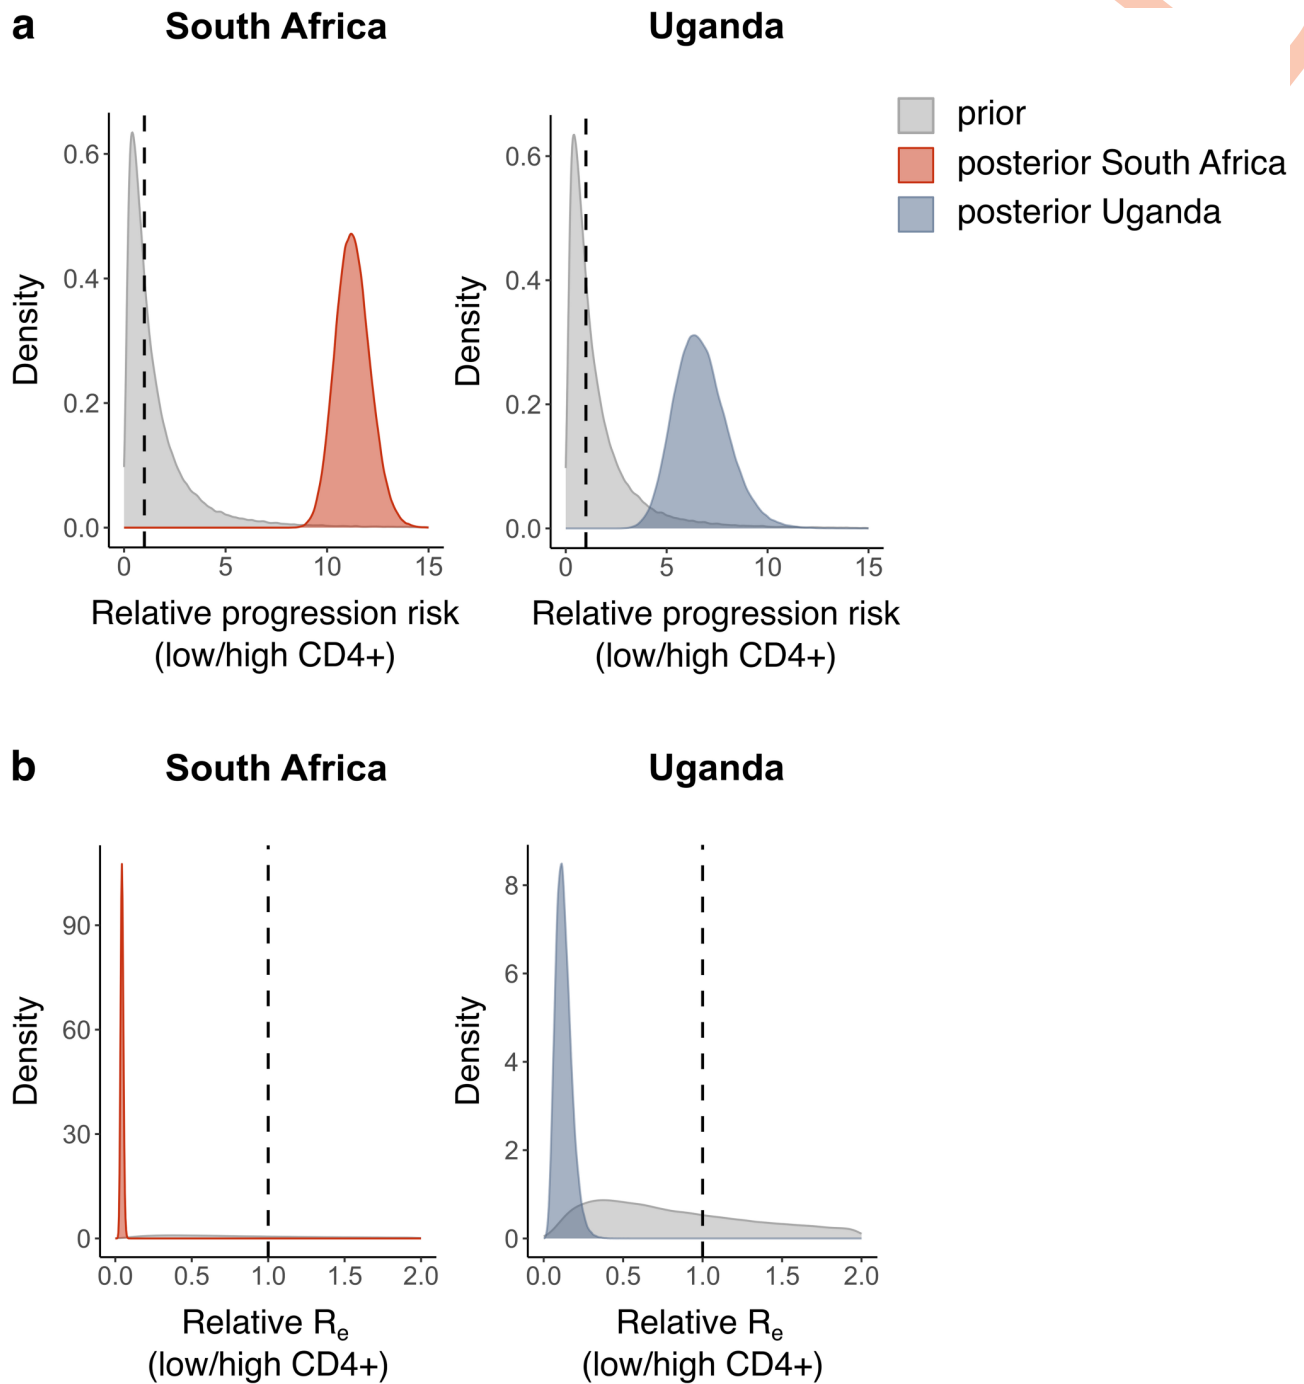 a
South Africa
Uganda
prior
posterior South Africa
posterior Uganda
Density
0.6
0.4
0.2
0.0
0 5 10 15
Relative progression risk
(low/high CD4+)
Density
0.6
0.4
0.2
0.0
0 5 10 15
Relative progression risk
(low/high CD4+)
b
South Africa
Uganda
Density
90
60
30
0
0.0 0.5 1.0 1.5 2.0
Relative Re
(low/high CD4+)
Density
8
6
4
2
0
0.0 0.5 1.0 1.5 2.0
Relative Re
(low/high CD4+)